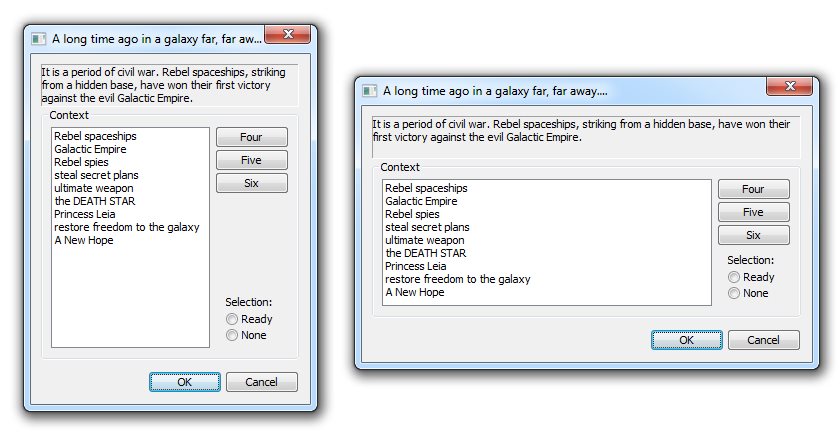 A long time ago in a galaxy far, far aw...
It is a period of civil war. Rebel spaceships, striking
from a hidden base, have won their first victory
against the evil Galactic Empire.
Context
Rebel spaceships
Galactic Empire
Rebel spies
steal secret plans
ultimate weapon
the DEATH STAR
Princess Leia
restore freedom to the galaxy
A New Hope
Four
Five
Six
Selection:
Ready
None
OK
Cancel
A long time ago in a galaxy far, far away....
It is a period of civil war. Rebel spaceships, striking from a hidden base, have won their
first victory against the evil Galactic Empire.
Context
Rebel spaceships
Galactic Empire
Rebel spies
steal secret plans
ultimate weapon
the DEATH STAR
Princess Leia
restore freedom to the galaxy
A New Hope
Four
Five
Six
Selection:
Ready
None
OK
Cancel